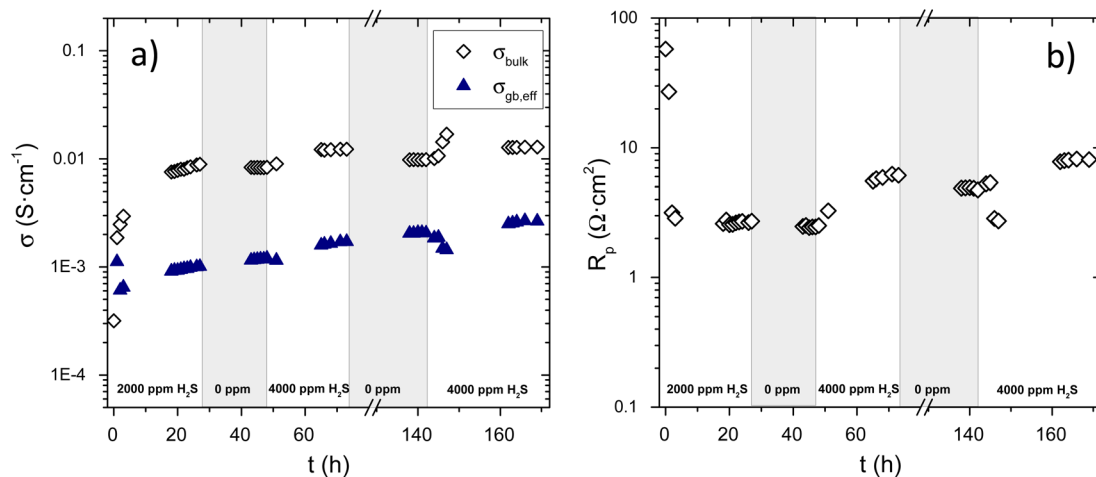 a)
σbulk
σgb,eff
0.1
0.01
1E-3
1E-4
σ (S·cm⁻¹)
2000 ppm H₂S
0 ppm
4000 ppm H₂S
0 ppm
4000 ppm H₂S
0
20
40
60
140
160
t (h)
b)
100
10
1
0.1
Rₚ (Ω·cm²)
2000 ppm H₂S
0 ppm
4000 ppm H₂S
0 ppm
4000 ppm H₂S
0
20
40
60
140
160
t (h)